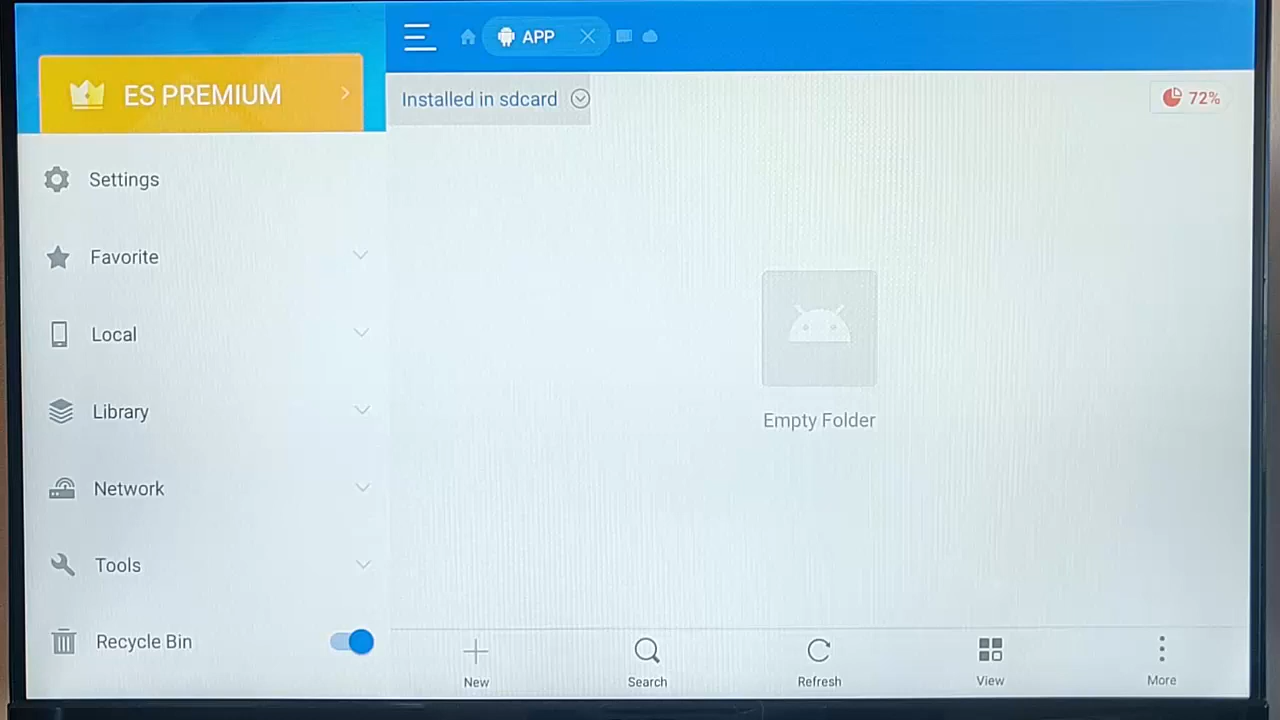 ES PREMIUM
Settings
Favorite
Local
Library
Network
Tools
Recycle Bin
APP
Installed in sdcard
72%
Empty Folder
New
Search
Refresh
View
More